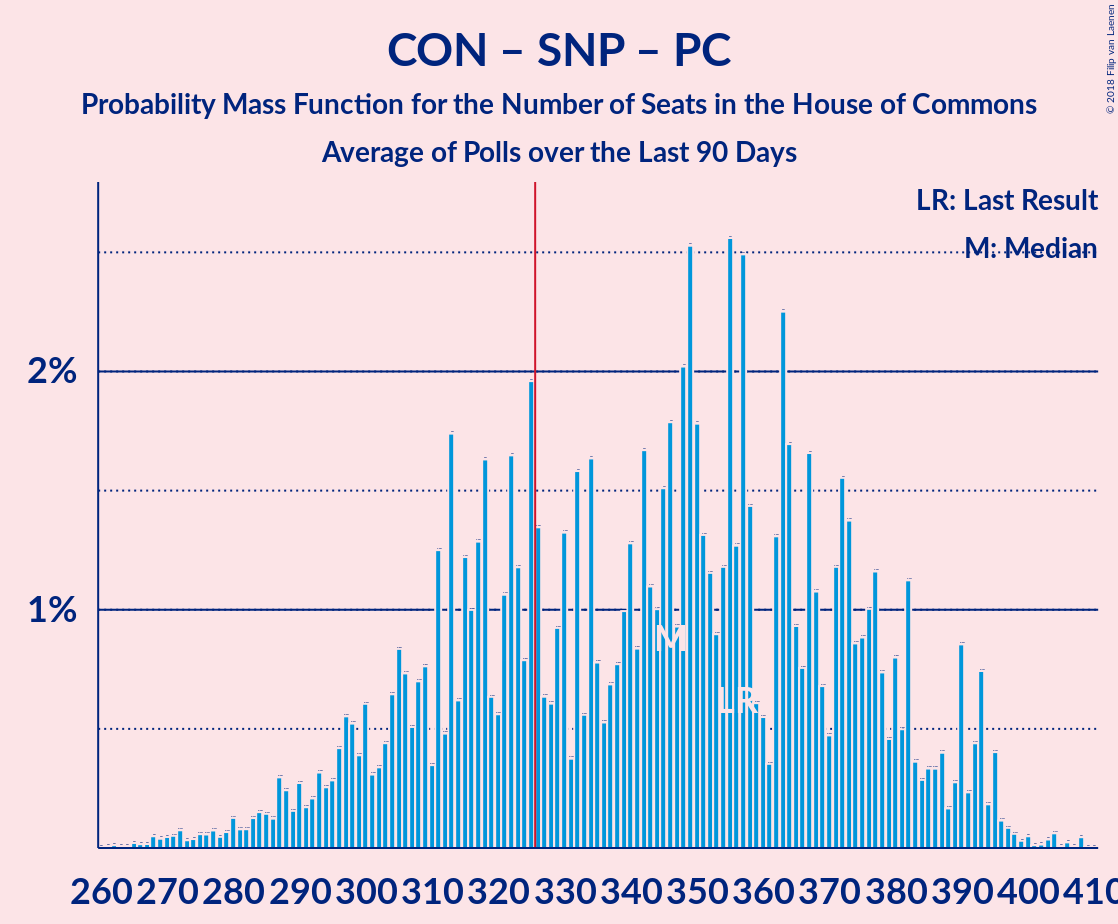 CON – SNP – PC
Probability Mass Function for the Number of Seats in the House of Commons
Average of Polls over the Last 90 Days
© 2018 Filip van Laenen
LR: Last Result
M: Median
2%
1%
M
LR
260 270 280 290 300 310 320 330 340 350 360 370 380 390 400 410